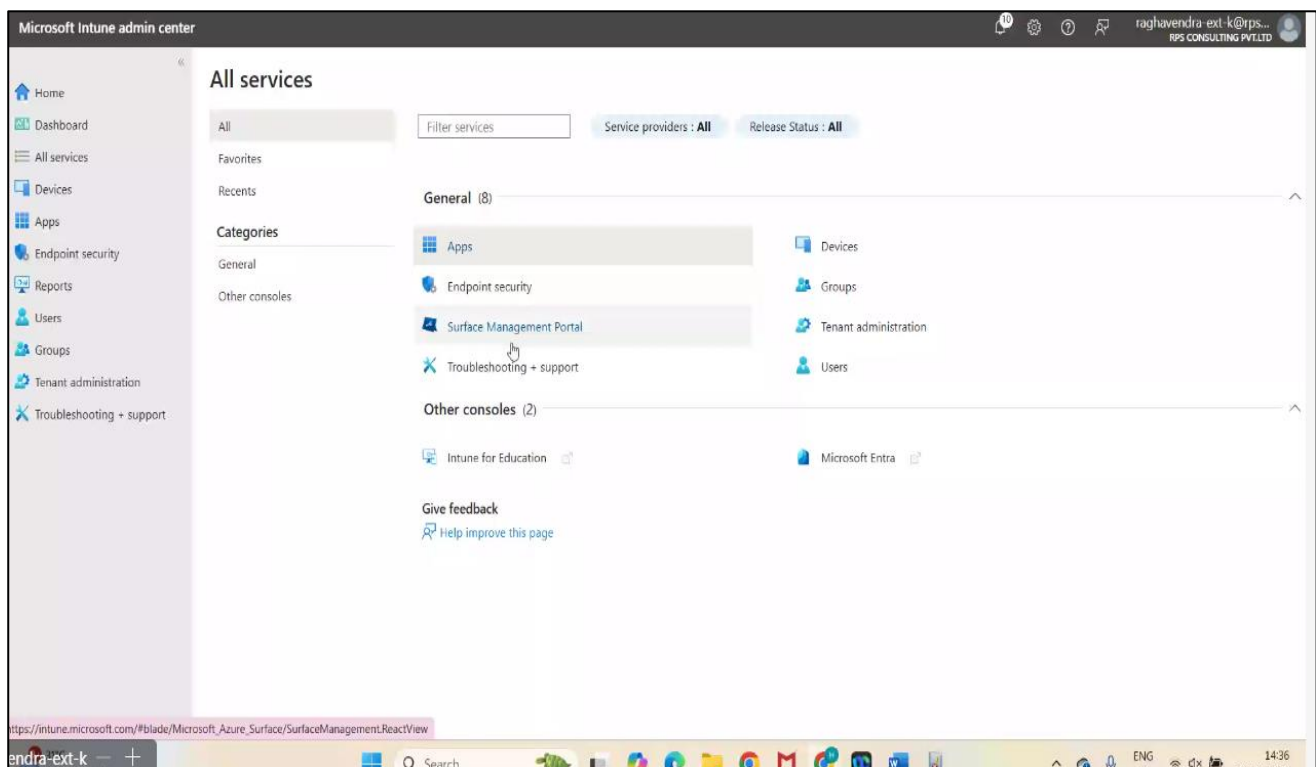 Microsoft Intune admin center
10
raghavendra-ext-k@rps...
RPS CONSULTING PVT.LTD
«
Home
Dashboard
All services
Devices
Apps
Endpoint security
Reports
Users
Groups
Tenant administration
Troubleshooting + support
All services
All
Favorites
Recents
Categories
General
Other consoles
Filter services
Service providers : All
Release Status : All
General (8)
Apps
Devices
Endpoint security
Groups
Surface Management Portal
Tenant administration
Troubleshooting + support
Users
Other consoles (2)
Intune for Education
Microsoft Entra
Give feedback
Help improve this page
https://intune.microsoft.com/#blade/Microsoft_Azure_Surface/SurfaceManagement.ReactView
endra-ext-k
Search
ENG
14:36